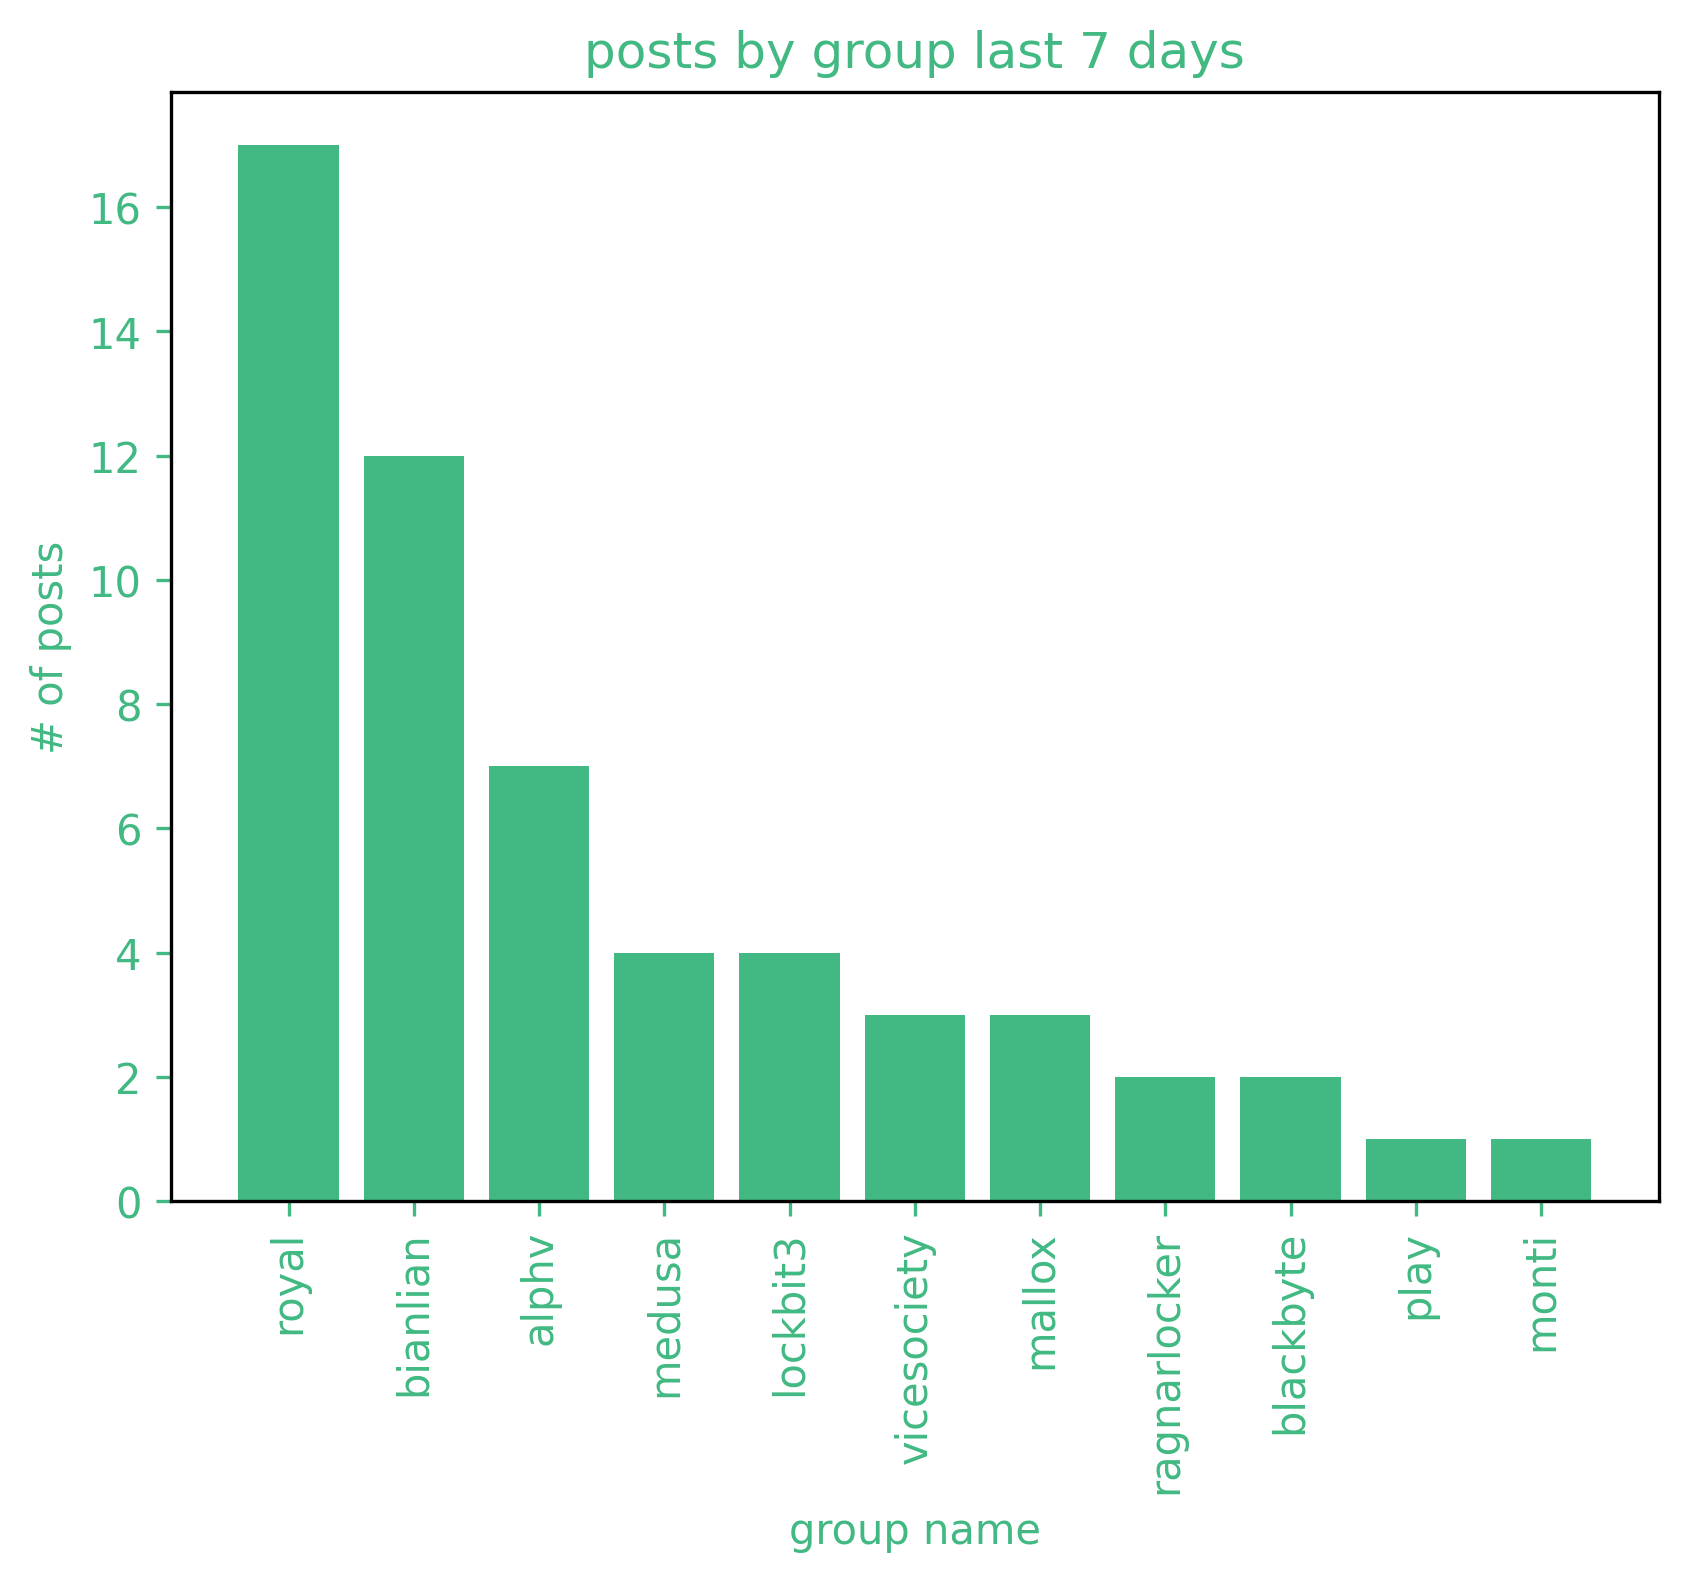 posts by group last 7 days
# of posts
16
14
12
10
8
6
4
2
0
royal
bianlian
alphv
medusa
lockbit3
vicesociety
mallox
ragnarlocker
blackbyte
play
monti
group name